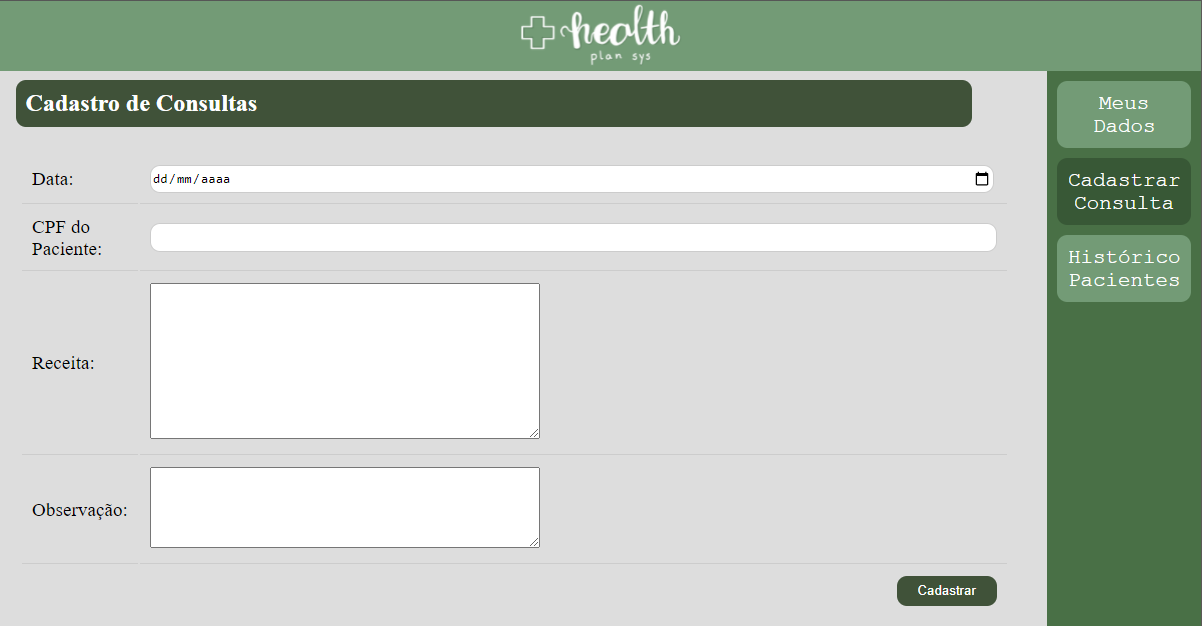 health
plan sys
Cadastro de Consultas
Meus
Dados
Cadastrar
Consulta
Histórico
Pacientes
Data:
dd/mm/aaaa
CPF do
Paciente:
Receita:
Observação:
Cadastrar